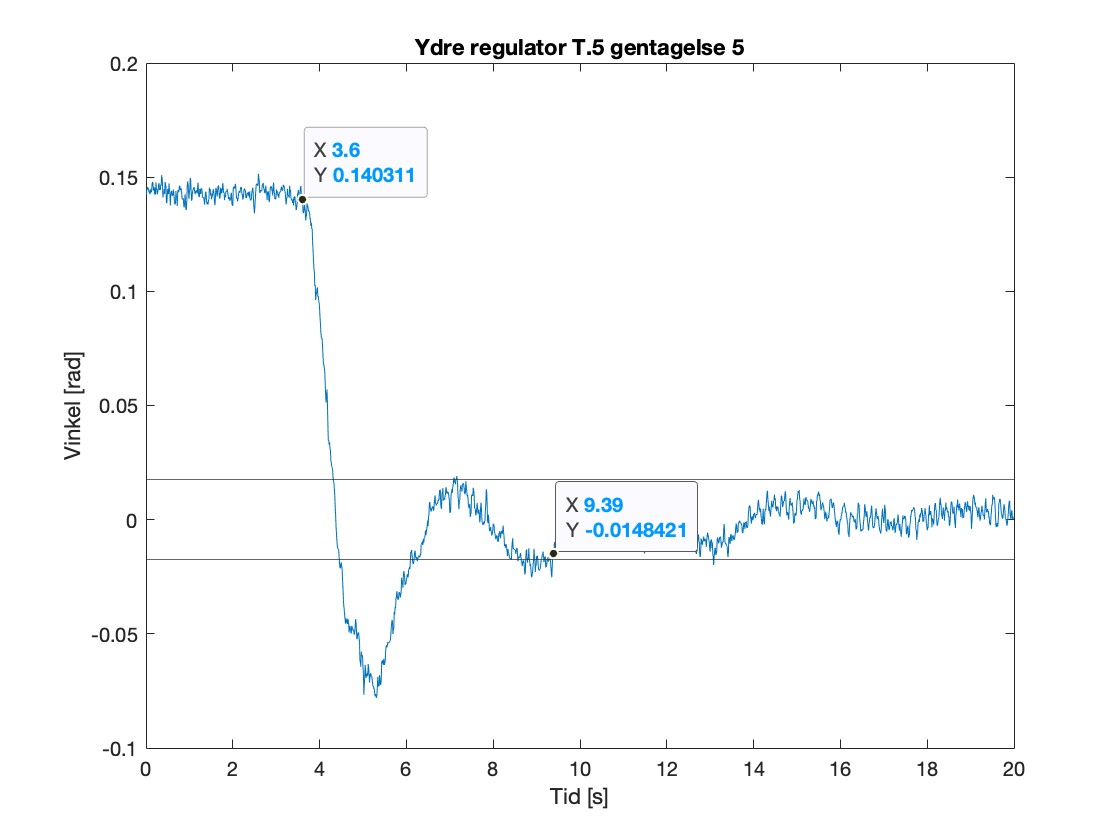 Ydre regulator T.5 gentagelse 5
0.2
0.15
0.1
0.05
0
-0.05
-0.1
Vinkel [rad]
X 3.6
Y 0.140311
X 9.39
Y -0.0148421
0 2 4 6 8 10 12 14 16 18 20
Tid [s]